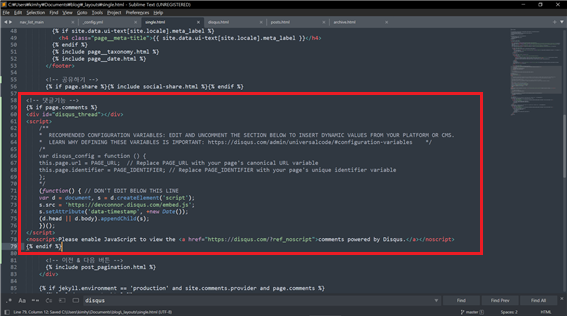 C:\Users\kimhy\Documents\blog\_layouts\single.html - Sublime Text (UNREGISTERED)
File Edit Selection Find View Goto Tools Project Preferences Help
nav_list_main
_config.yml
single.html
disqus.html
posts.html
archive.html
48 {% if site.data.ui-text[site.locale].meta_label %}
49 <h4 class="page__meta-title">{{ site.data.ui-text[site.locale].meta_label }}</h4>
50 {% endif %}
51 {% include page__taxonomy.html %}
52 {% include page__date.html %}
53 </footer>
54
55 <!-- 공유하기 -->
56 {% if page.share %}{% include social-share.html %}{% endif %}
57
58 <!-- 댓글기능 -->
59 {% if page.comments %}
60 <div id="disqus_thread"></div>
61 <script>
62 /**
63 * RECOMMENDED CONFIGURATION VARIABLES: EDIT AND UNCOMMENT THE SECTION BELOW TO INSERT DYNAMIC VALUES FROM YOUR PLATFORM OR CMS.
64 * LEARN WHY DEFINING THESE VARIABLES IS IMPORTANT: https://disqus.com/admin/universalcode/#configuration-variables */
65 /*
66 var disqus_config = function () {
67 this.page.url = PAGE_URL; // Replace PAGE_URL with your page's canonical URL variable
68 this.page.identifier = PAGE_IDENTIFIER; // Replace PAGE_IDENTIFIER with your page's unique identifier variable
69 };
70 */
71 (function() { // DON'T EDIT BELOW THIS LINE
72 var d = document, s = d.createElement('script');
73 s.src = 'https://devconnor.disqus.com/embed.js';
74 s.setAttribute('data-timestamp', +new Date());
75 (d.head || d.body).appendChild(s);
76 })();
77 </script>
78 <noscript>Please enable JavaScript to view the <a href="https://disqus.com/?ref_noscript">comments powered by Disqus.</a></noscript>
79 {% endif %}
80
81 <!-- 이전 & 다음 버튼 -->
82 {% include post_pagination.html %}
83 </div>
84
85 {% if jekyll.environment == 'production' and site.comments.provider and page.comments %}
.* Aa "" disqus Find Find Prev Find All
Line 79, Column 12; Saved C:\Users\kimhy\Documents\blog\_layouts\single.html (UTF-8) master Spaces: 2 HTML